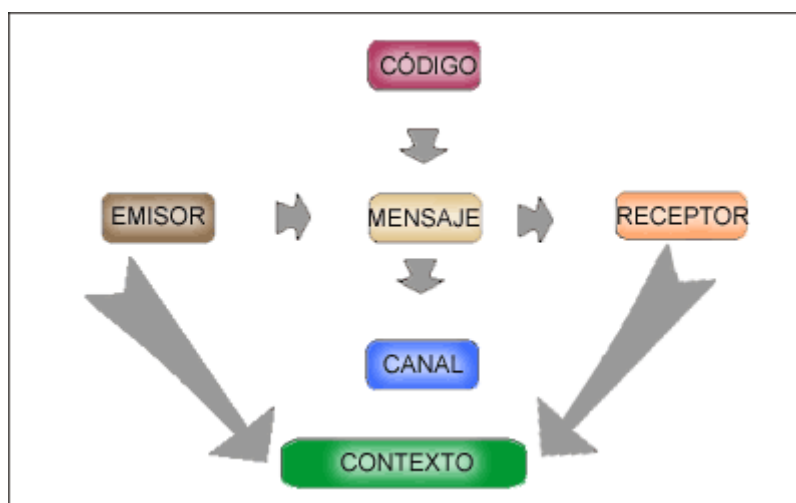 CÓDIGO
EMISOR
MENSAJE
RECEPTOR
CANAL
CONTEXTO